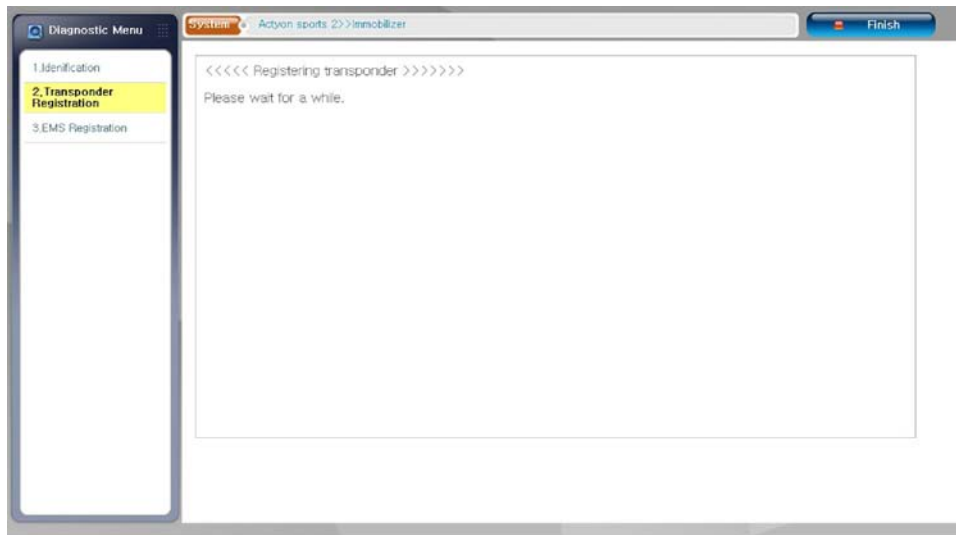 Diagnostic Menu
System
Actyon sports 2>>Immobilizer
Finish
1.Idenification
2,Transponder
Registration
3.EMS Registration
<<<<< Registering transponder >>>>>>>
Please wait for a while.